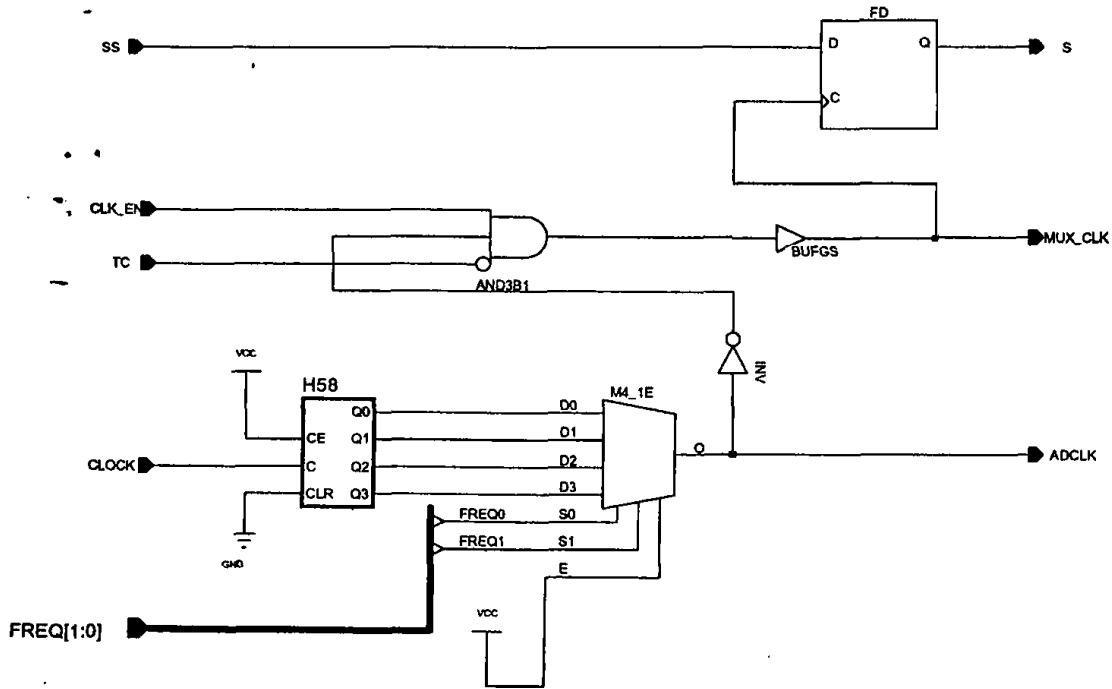 FD
SS
D
Q
S
C
CLK_EN
MUX_CLK
BUFGS
TC
AND3B1
INV
VCC
H58
M4_1E
Q0
D0
CE
Q1
D1
O
ADCLK
CLOCK
C
Q2
D2
CLR
Q3
D3
FREQ0
S0
FREQ1
S1
GND
E
VCC
FREQ[1:0]